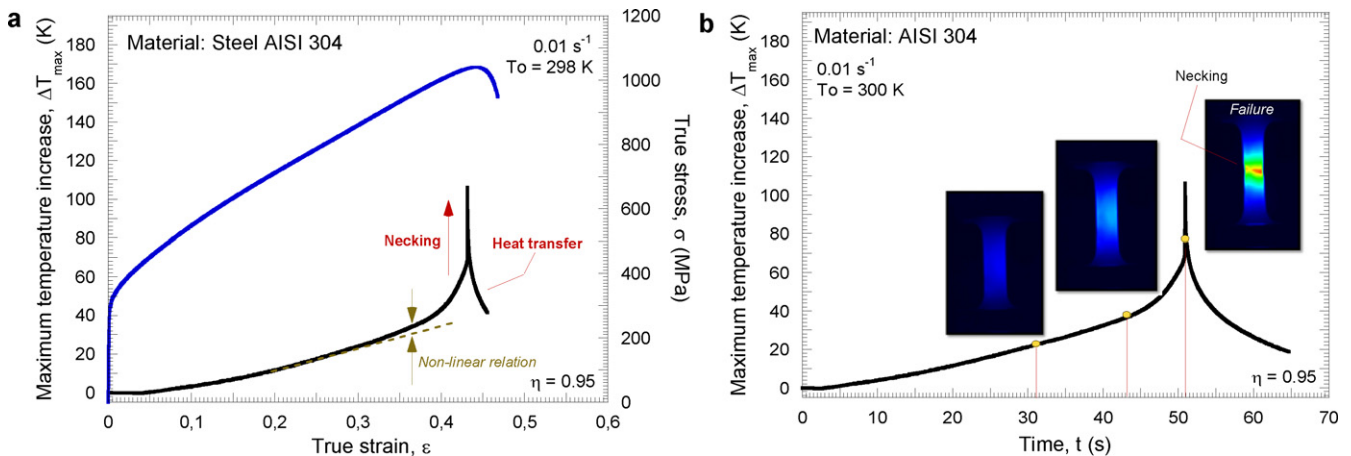 a
Material: Steel AISI 304
0.01 s⁻¹
To = 298 K
Maximum temperature increase, ΔT_max (K)
180
160
140
120
100
80
60
40
20
0
1200
1000
800
600
400
200
0
True stress, σ (MPa)
Necking
Heat transfer
Non-linear relation
η = 0.95
0 0,1 0,2 0,3 0,4 0,5 0,6
True strain, ε
b
Material: AISI 304
0.01 s⁻¹
To = 300 K
Maximum temperature increase, ΔT_max (K)
180
160
140
120
100
80
60
40
20
0
Necking
Failure
η = 0.95
0 10 20 30 40 50 60 70
Time, t (s)